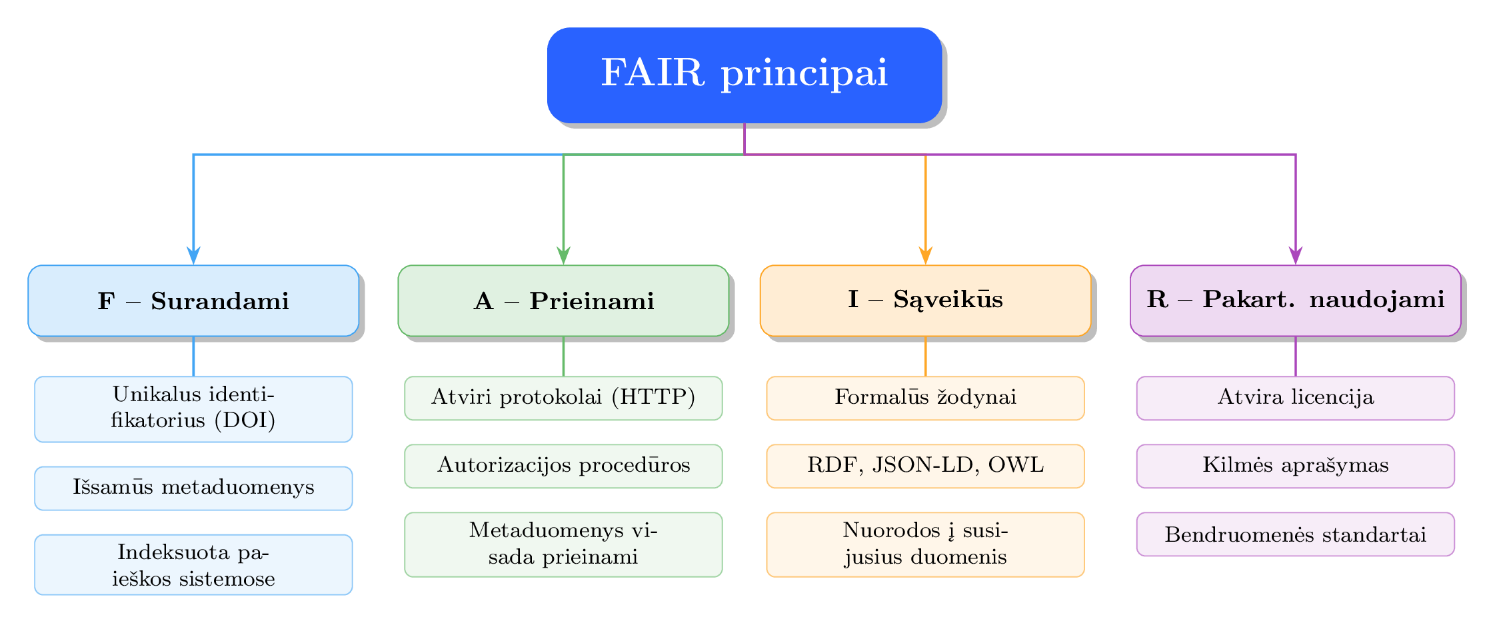 FAIR principai
F – Surandami
Unikalus identi-
fikatorius (DOI)
Išsamūs metaduomenys
Indeksuota pa-
ieškos sistemose
A – Prieinami
Atviri protokolai (HTTP)
Autorizacijos procedūros
Metaduomenys vi-
sada prieinami
I – Sąveikūs
Formalūs žodynai
RDF, JSON-LD, OWL
Nuorodos į susi-
jusius duomenis
R – Pakart. naudojami
Atvira licencija
Kilmės aprašymas
Bendruomenės standartai